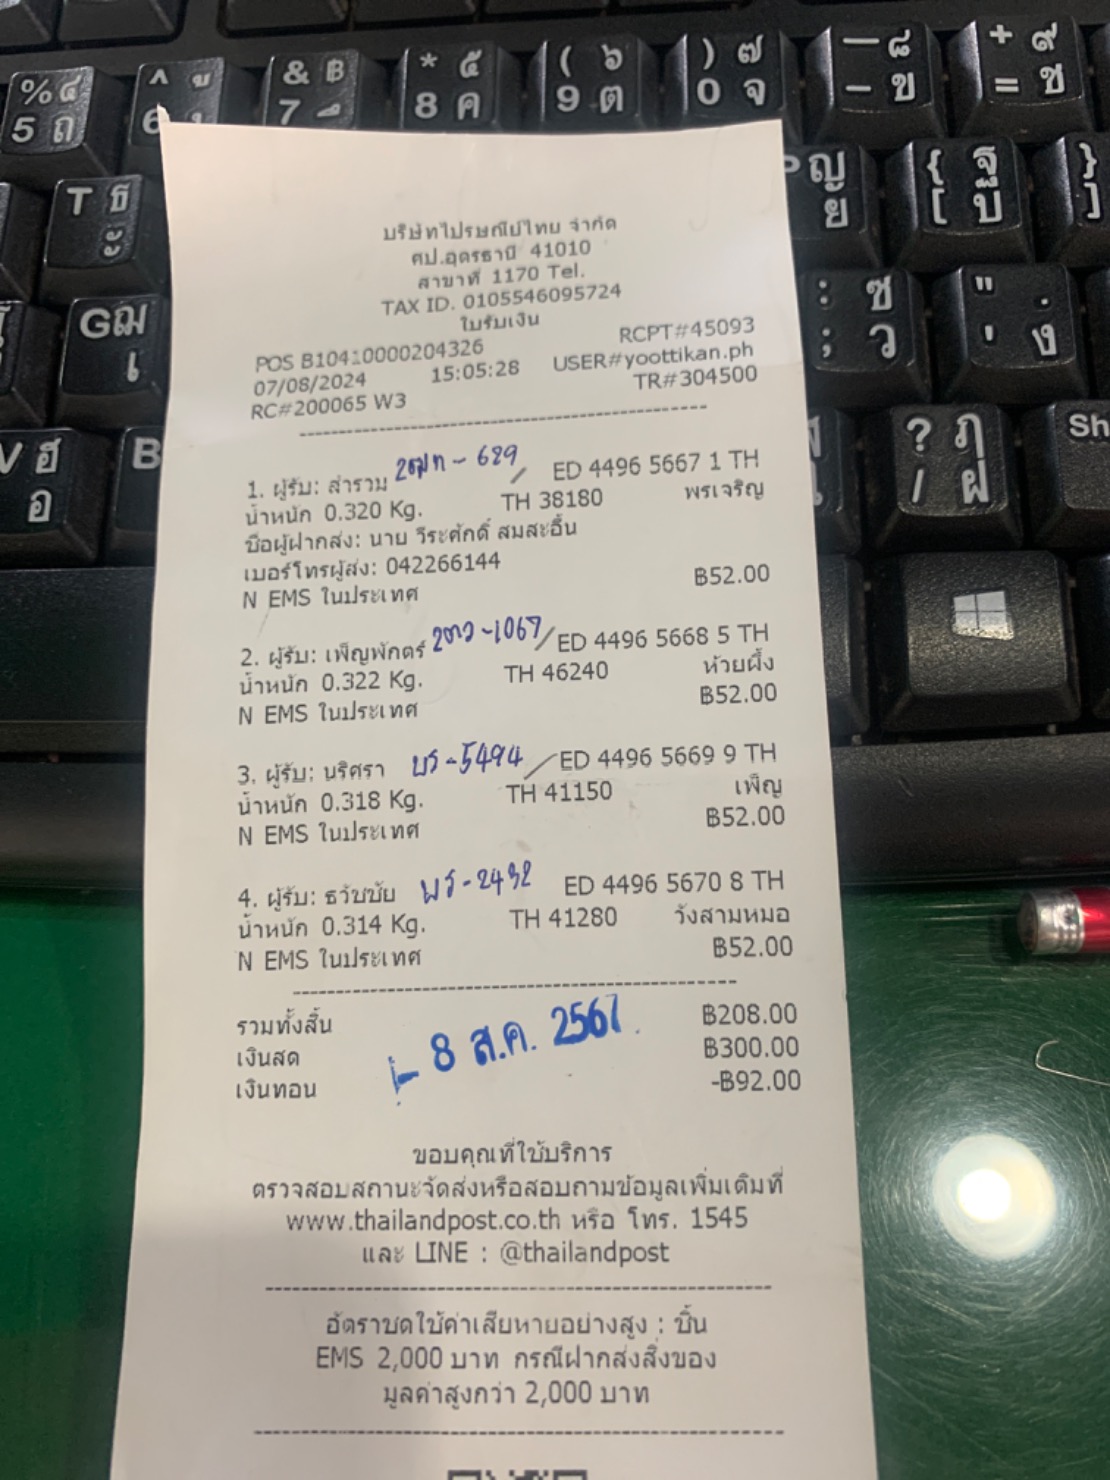 บริษัทไปรษณีย์ไทย จำกัด
ศป.อุดรธานี 41010
สาขาที่ 1170 Tel.
TAX ID. 0105546095724
ใบรับเงิน
POS B10410000204326 RCPT#45093
07/08/2024 15:05:28 USER#yoottikan.ph
RC#200065 W3 TR#304500
1. ผู้รับ: สำรวม - 629 ED 4496 5667 1 TH
น้ำหนัก 0.320 Kg. TH 38180 พรเจริญ
ชื่อผู้ฝากส่ง: นาย วีระศักดิ์ สมสะอื้น
เบอร์โทรผู้ส่ง: 042266144
N EMS ในประเทศ ฿52.00
2. ผู้รับ: เพ็ญพักตร์ 2กว-1067 ED 4496 5668 5 TH
น้ำหนัก 0.322 Kg. TH 46240 ห้วยผึ้ง
N EMS ในประเทศ ฿52.00
3. ผู้รับ: นริศรา บร-5494 ED 4496 5669 9 TH
น้ำหนัก 0.318 Kg. TH 41150 เพ็ญ
N EMS ในประเทศ ฿52.00
4. ผู้รับ: ธวัชชัย พร-2432 ED 4496 5670 8 TH
น้ำหนัก 0.314 Kg. TH 41280 วังสามหมอ
N EMS ในประเทศ ฿52.00
รวมทั้งสิ้น ฿208.00
เงินสด ฿300.00
เงินทอน -฿92.00
- 8 ส.ค. 2567
ขอบคุณที่ใช้บริการ
ตรวจสอบสถานะจัดส่งหรือสอบถามข้อมูลเพิ่มเติมที่
www.thailandpost.co.th หรือ โทร. 1545
และ LINE : @thailandpost
อัตราชดใช้ค่าเสียหายอย่างสูง : ชิ้น
EMS 2,000 บาท กรณีฝากส่งสิ่งของ
มูลค่าสูงกว่า 2,000 บาท